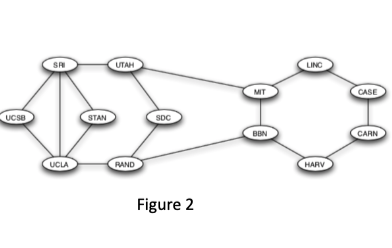 SRI UTAH LINC
MIT CASE
UCSB STAN SDC
BBN CARN
UCLA RAND HARV
Figure 2